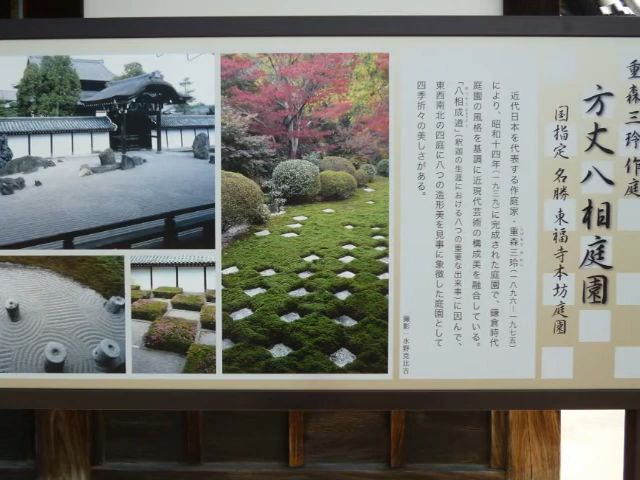 重森三玲 作庭
方丈八相庭園
国指定 名勝 東福寺本坊庭園
近代日本を代表する作庭家・重森三玲(一八九六ー一九七五)
により、昭和十四年(一九三九)に完成された庭園で、鎌倉時代
庭園の風格を基調に近現代芸術の構成美を融合している。
「八相成道」(釈迦の生涯における八つの重要な出来事)に因んで、
東西南北の四庭に八つの造形美を見事に象徴した庭園として
四季折々の美しさがある。
撮影・水野克比古